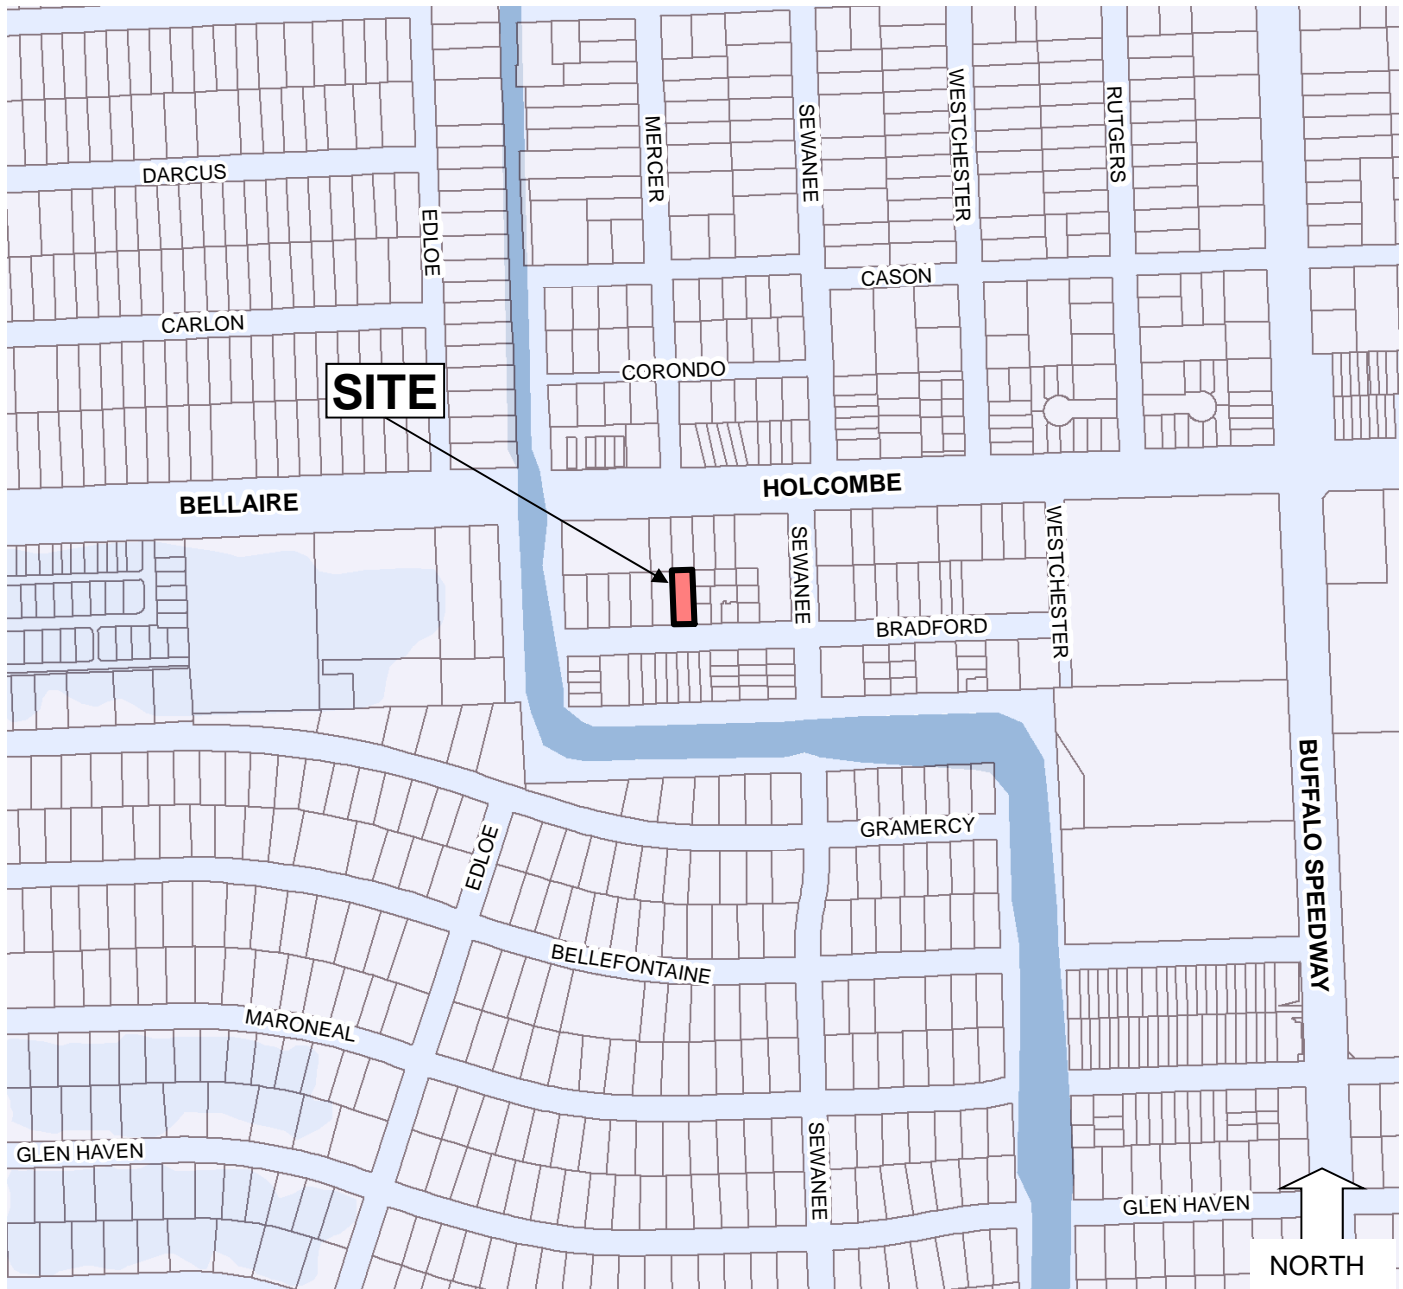 WESTCHESTER
RUTGERS
SEWANEE
MERCER
DARCUS
EDLOE
CASON
CARLON
CORONDO
SITE
HOLCOMBE
BELLAIRE
WESTCHESTER
SEWANEE
BRADFORD
BUFFALO SPEEDWAY
GRAMERCY
EDLOE
BELLEFONTAINE
MARONEAL
SEWANEE
GLEN HAVEN
GLEN HAVEN
NORTH